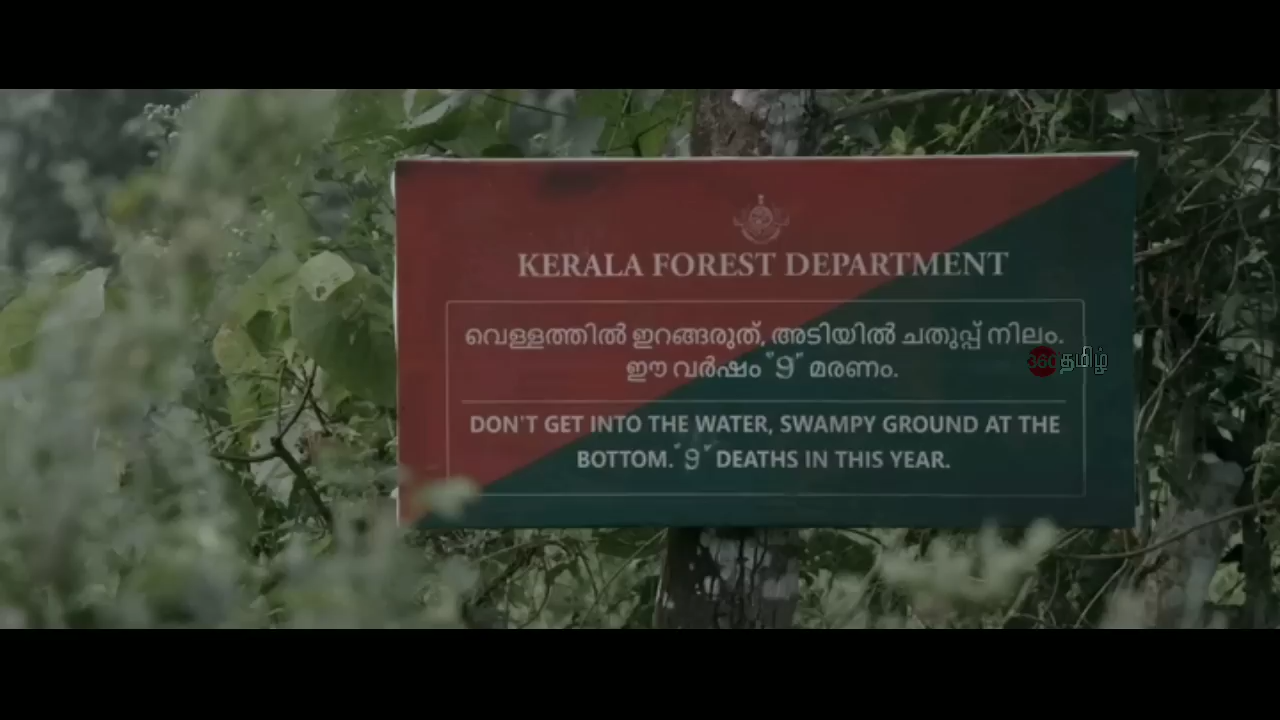 KERALA FOREST DEPARTMENT
വെള്ളത്തിൽ ഇറങ്ങരുത്, അടിയിൽ ചതുപ്പ് നിലം.
ഈ വർഷം "9" മരണം.
360 தமிழ்
DON'T GET INTO THE WATER, SWAMPY GROUND AT THE
BOTTOM. "9" DEATHS IN THIS YEAR.